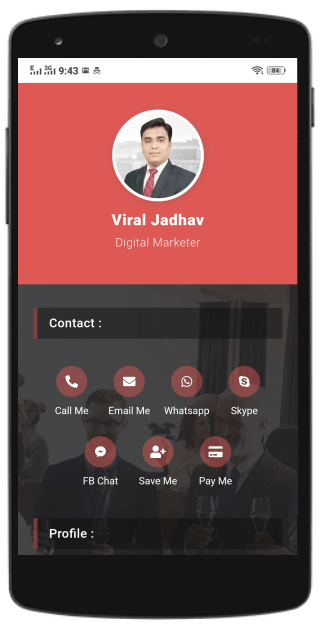 E 3G 9:43 84
Viral Jadhav
Digital Marketer
Contact :
Call Me Email Me Whatsapp Skype
FB Chat Save Me Pay Me
Profile :